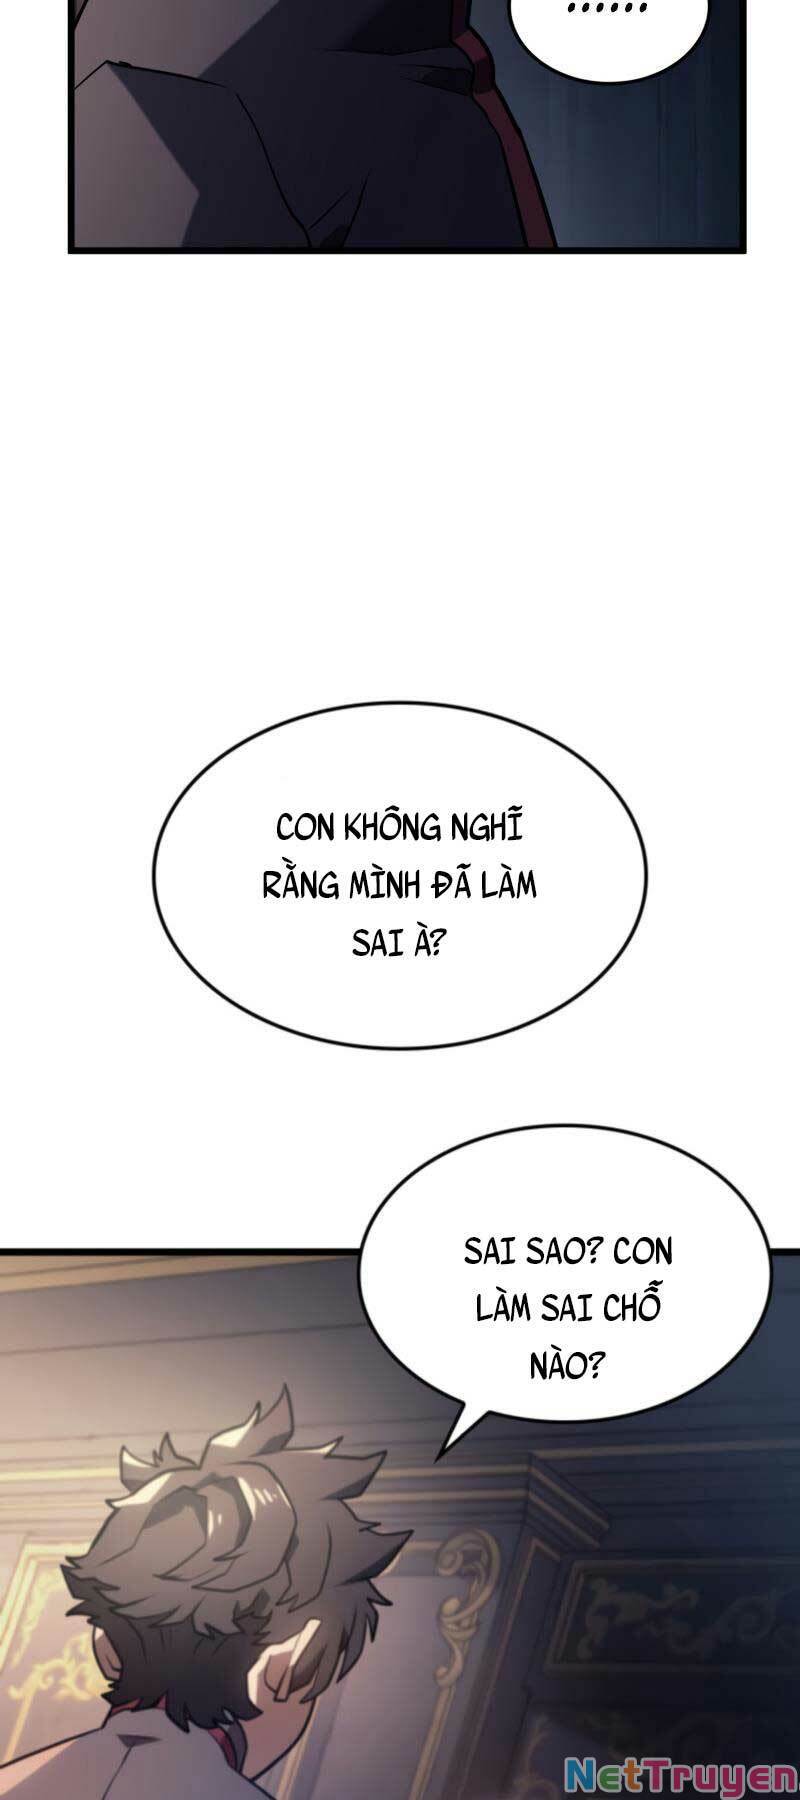 ......
CON KHÔNG NGHĨ
RẰNG MÌNH ĐÃ LÀM
SAI À?
SAI SAO? CON
LÀM SAI CHỖ
NÀO?
NetTruyen